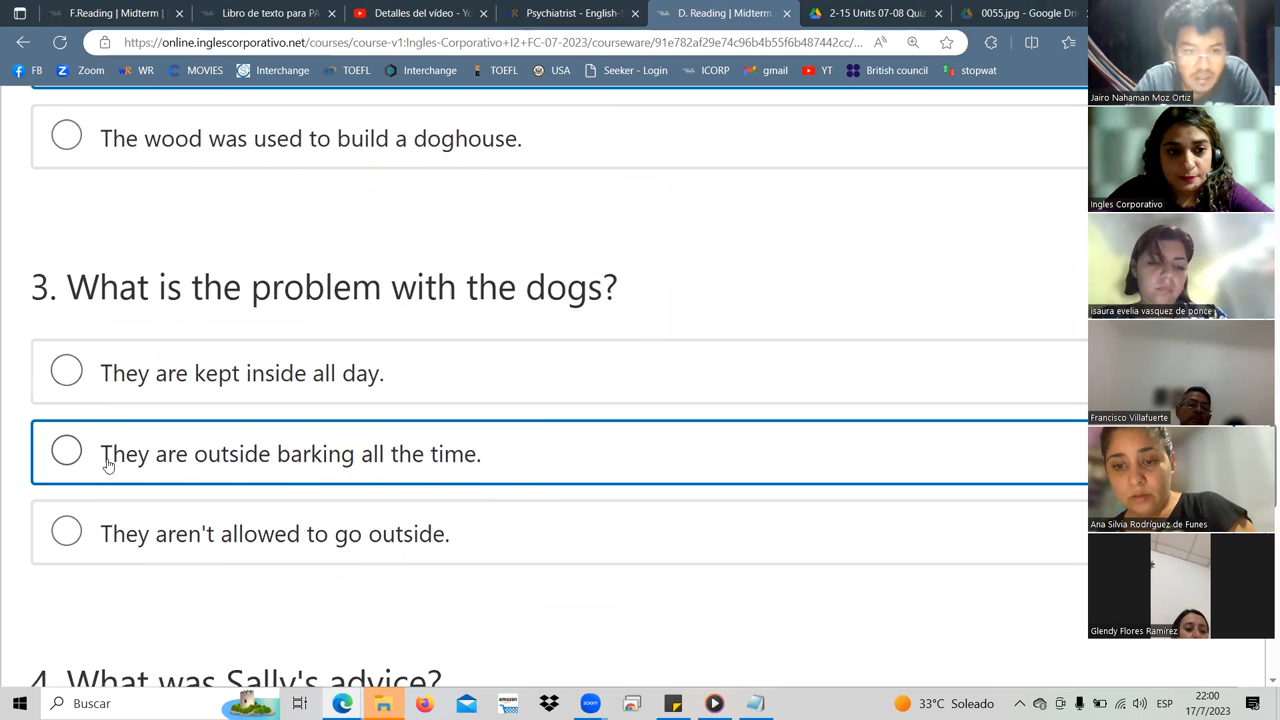 F.Reading | Midterm
Libro de texto para PA
Detalles del vídeo - Yo
Psychiatrist - English-S
D. Reading | Midterm
2-15 Units 07-08 Quiz
0055.jpg - Google Driv
https://online.inglescorporativo.net/courses/course-v1:Ingles-Corporativo+I2+FC-07-2023/courseware/91e782af29e74c96b4b55f6b487442cc/...
FB
Zoom
WR
MOVIES
Interchange
TOEFL
Interchange
TOEFL
USA
Seeker - Login
ICORP
gmail
YT
British council
stopwat
The wood was used to build a doghouse.
3. What is the problem with the dogs?
They are kept inside all day.
They are outside barking all the time.
They aren't allowed to go outside.
4. What was Sally's advice?
Jairo Nahaman Moz Ortiz
Ingles Corporativo
isaura evelia vasquez de ponce
Francisco Villafuerte
Ana Silvia Rodríguez de Funes
Glendy Flores Ramírez
Buscar
33°C Soleado
ESP
22:00
17/7/2023